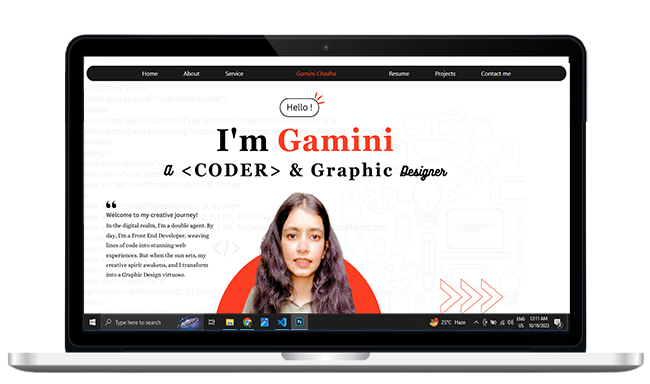 Home About Service Gamini Chadha Resume Projects Contact me
Hello !
I'm Gamini
a <CODER> & Graphic Designer
Welcome to my creative journey!
In the digital realm, I'm a double agent. By
day, I'm a Front End Developer, weaving
lines of code into stunning web
experiences. But when the sun sets, my
creative spirit awakens, and I transform
into a Graphic Design virtuoso.
</>
Type here to search
25°C Haze
ENG
US
12:11 AM
10/19/2023